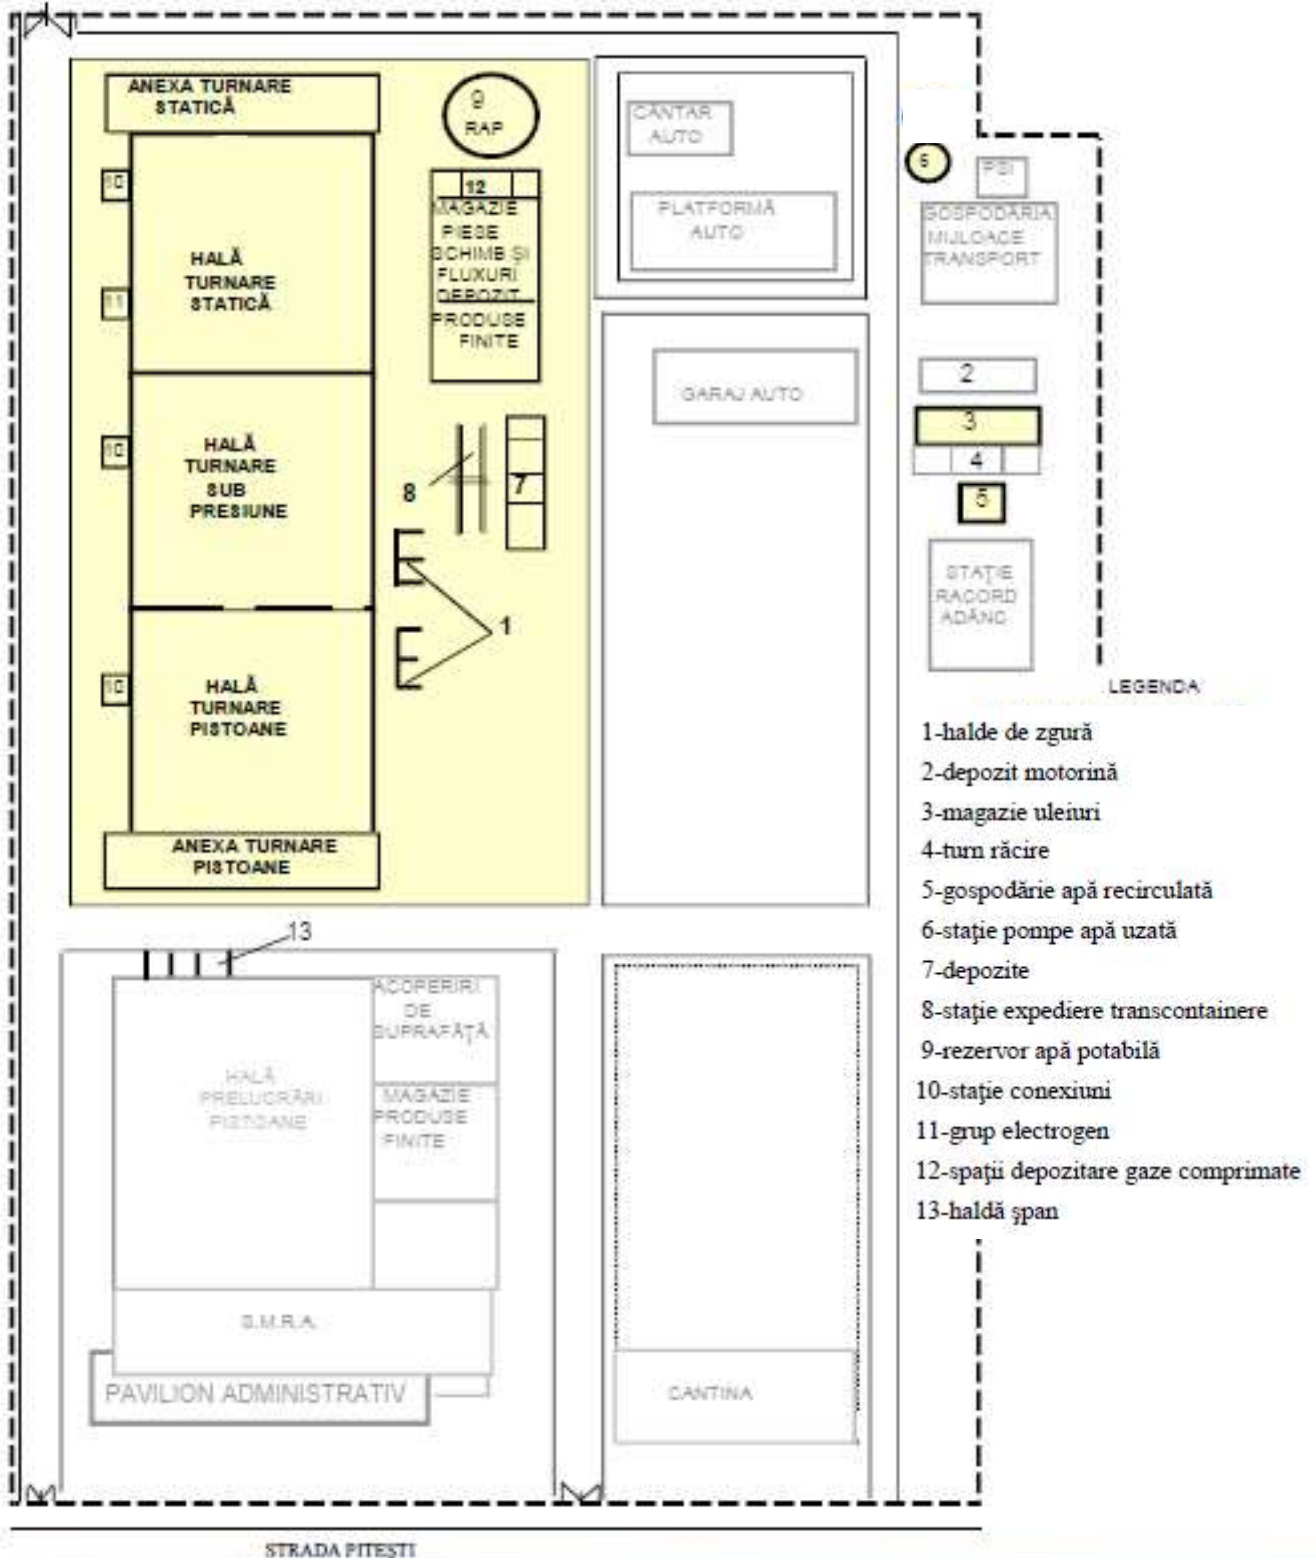 ANEXA TURNARE
STATICĂ
9
RAP
10
12
MAGAZIE
PIESE
SCHIMB ȘI
FLUXURI
DEPOZIT
PRODUSE
FINITE
HALĂ
TURNARE
STATICĂ
11
CÂNTAR
AUTO
PLATFORMĂ
AUTO
6
PSI
GOSPODĂRIA
MIJLOACE
TRANSPORT
GARAJ AUTO
2
3
4
5
STAȚIE
RACORD
ADÂNC
10
HALĂ
TURNARE
SUB
PRESIUNE
8
7
1
10
HALĂ
TURNARE
PISTOANE
ANEXA TURNARE
PISTOANE
LEGENDA
1-halde de zgură
2-depozit motorină
3-magazie uleiuri
4-turn răcire
5-gospodărie apă recirculată
6-staţie pompe apă uzată
7-depozite
8-staţie expediere transcontainere
9-rezervor apă potabilă
10-staţie conexiuni
11-grup electrogen
12-spaţii depozitare gaze comprimate
13-haldă şpan
13
ACOPERIRI
DE
SUPRAFAȚĂ
HALĂ
PRELUCRĂRI
PISTOANE
MAGAZIE
PRODUSE
FINITE
S.M.R.A.
PAVILION ADMINISTRATIV
CANTINA
STRADA PITEŞTI